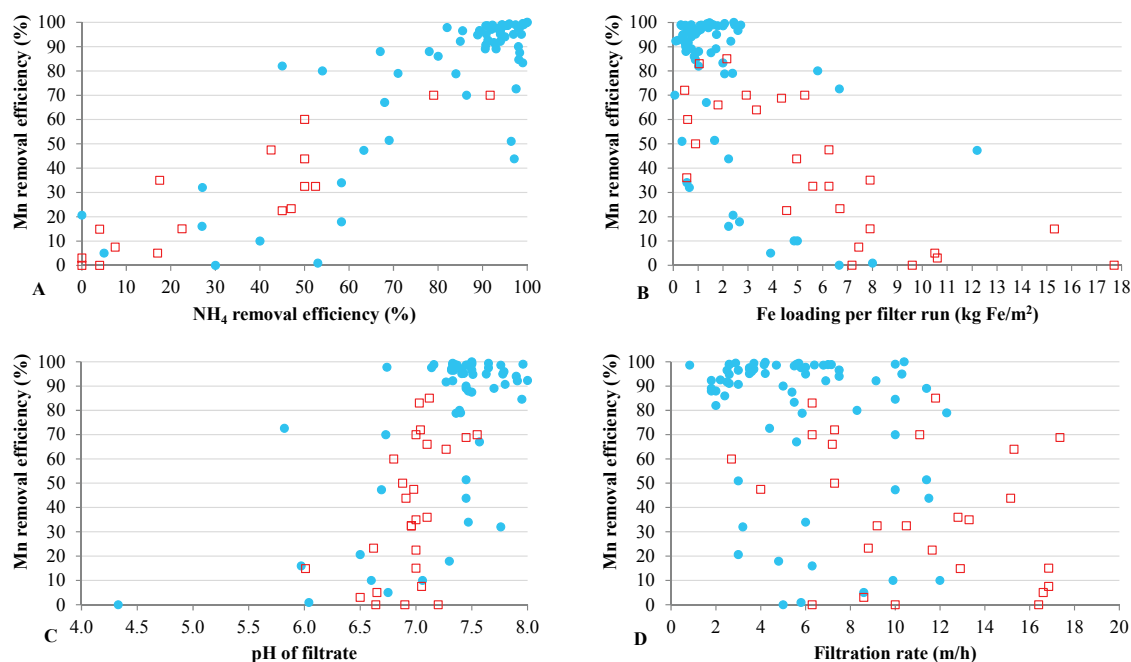 Mn removal efficiency (%)
100
90
80
70
60
50
40
30
20
10
0
0 10 20 30 40 50 60 70 80 90 100
A
NH₄ removal efficiency (%)
Mn removal efficiency (%)
100
90
80
70
60
50
40
30
20
10
0
0 1 2 3 4 5 6 7 8 9 10 11 12 13 14 15 16 17 18
B
Fe loading per filter run (kg Fe/m²)
Mn removal efficiency (%)
100
90
80
70
60
50
40
30
20
10
0
4.0 4.5 5.0 5.5 6.0 6.5 7.0 7.5 8.0
C
pH of filtrate
Mn removal efficiency (%)
100
90
80
70
60
50
40
30
20
10
0
0 2 4 6 8 10 12 14 16 18 20
D
Filtration rate (m/h)